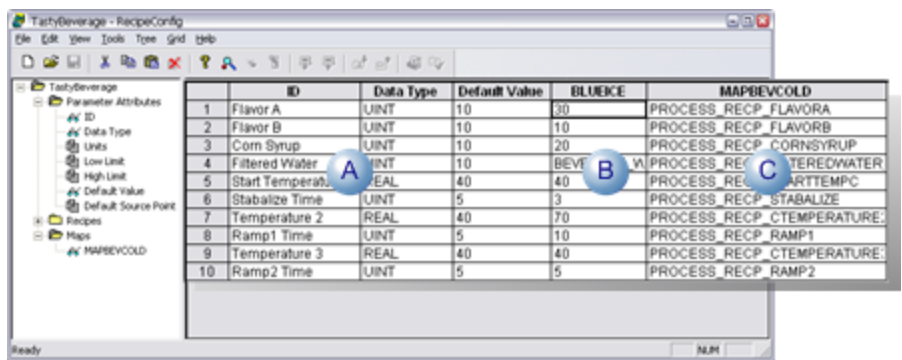 TastyBeverage - RecipeConfig
File Edit View Tools Tree Grid Help
TastyBeverage
Parameter Attributes
ID
Data Type
Units
Low Limit
High Limit
Default Value
Default Source Point
Recipes
Maps
MAPBEVCOLD
ID Data Type Default Value BLUEICE MAPBEVCOLD
1 Flavor A UINT 10 30 PROCESS_RECP_FLAVORA
2 Flavor B UINT 10 10 PROCESS_RECP_FLAVORB
3 Corn Syrup UINT 10 20 PROCESS_RECP_CORNSYRUP
4 Filtered Water 10
5 Start 40 40
6 Stabalize Time UINT 5 3 PROCESS_RECP_STABALIZE
7 Temperature 2 REAL 40 70 PROCESS_RECP_CTEMPERATURE
8 Ramp1 Time UINT 5 10 PROCESS_RECP_RAMP1
9 Temperature 3 REAL 40 40 PROCESS_RECP_CTEMPERATURE
10 Ramp2 Time UINT 5 5 PROCESS_RECP_RAMP2
A B C
Ready NUM